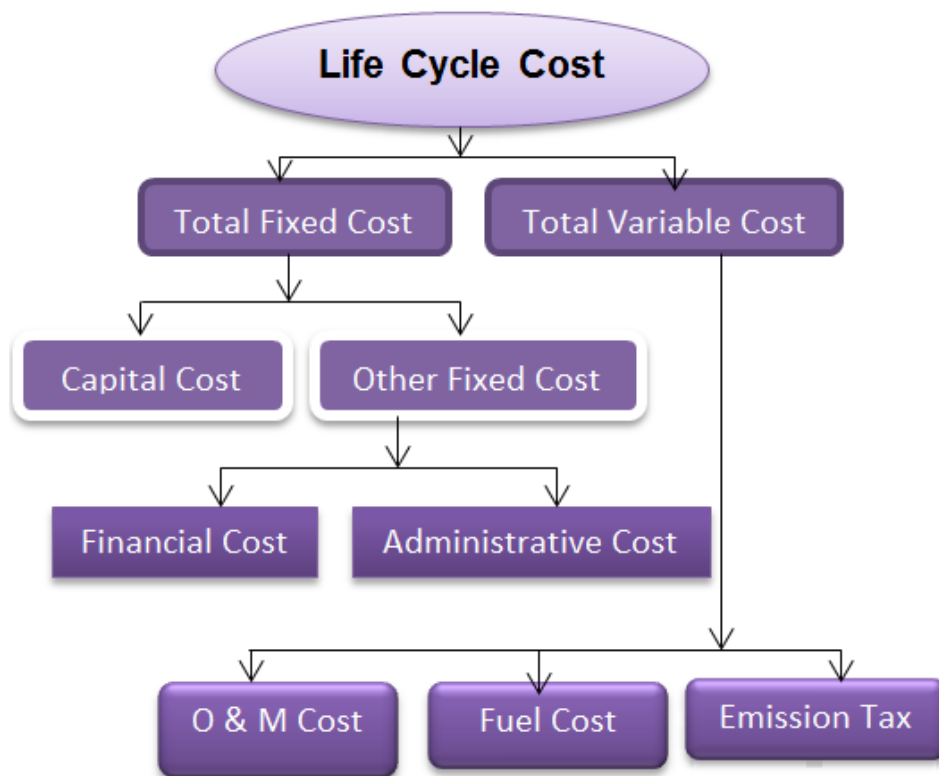 Life Cycle Cost
Total Fixed Cost
Total Variable Cost
Capital Cost
Other Fixed Cost
Financial Cost
Administrative Cost
O & M Cost
Fuel Cost
Emission Tax